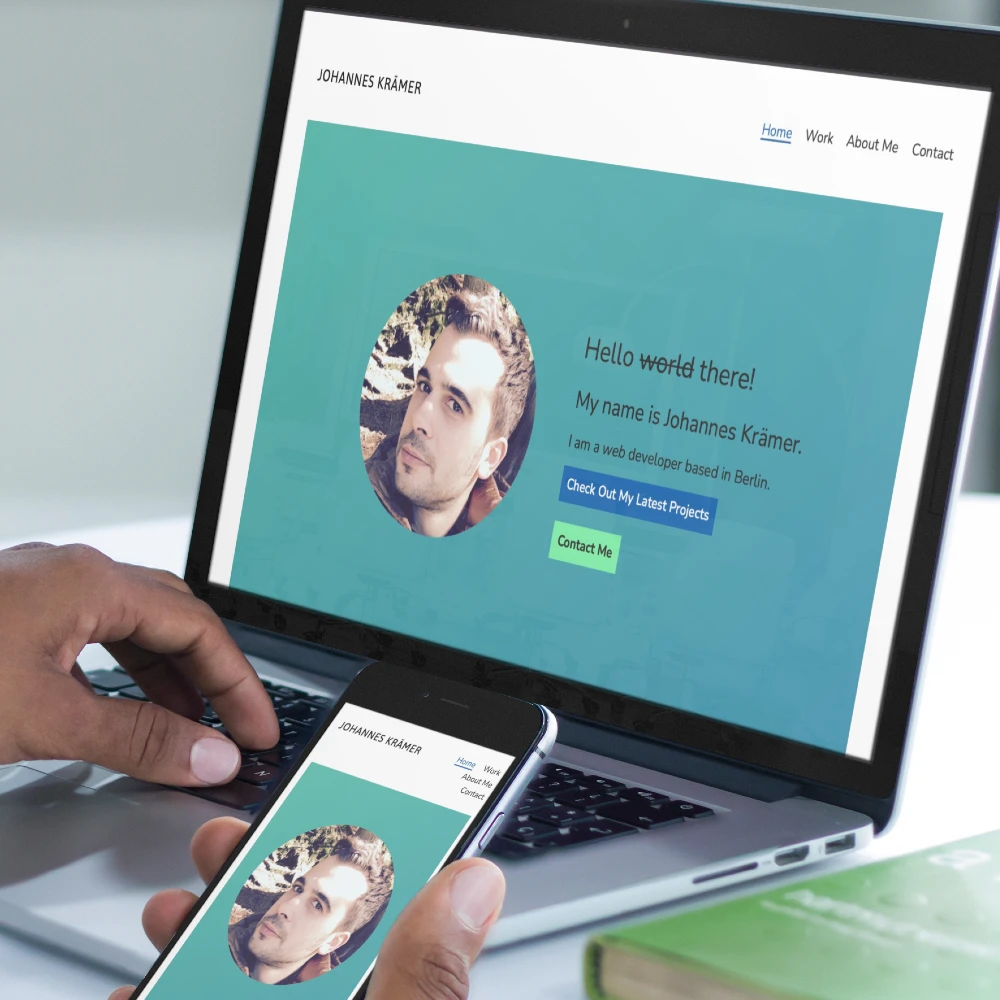 JOHANNES KRÄMER
Home Work About Me Contact
Hello world there!
My name is Johannes Krämer.
I am a web developer based in Berlin.
Check Out My Latest Projects
Contact Me
N
JOHANNES KRÄMER
Home Work
About Me
Contact